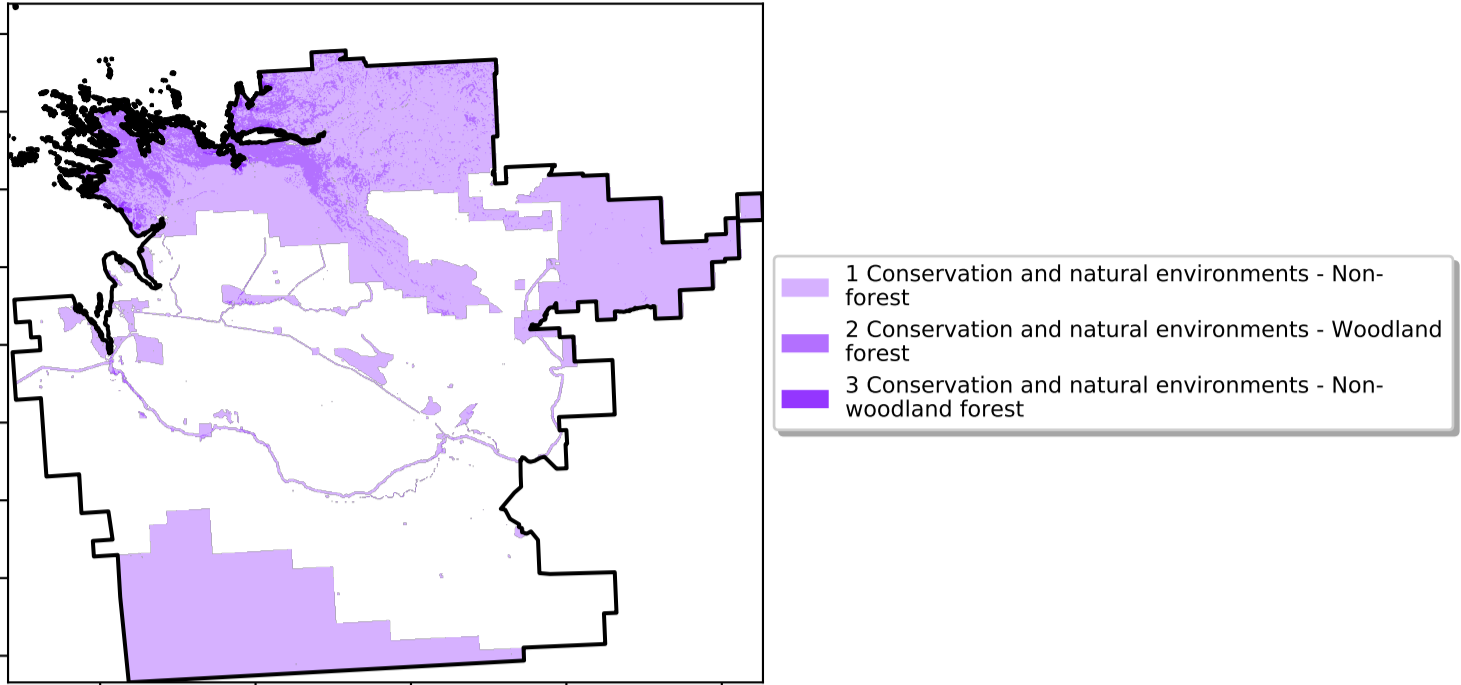 1 Conservation and natural environments - Non-
forest
2 Conservation and natural environments - Woodland
forest
3 Conservation and natural environments - Non-
woodland forest